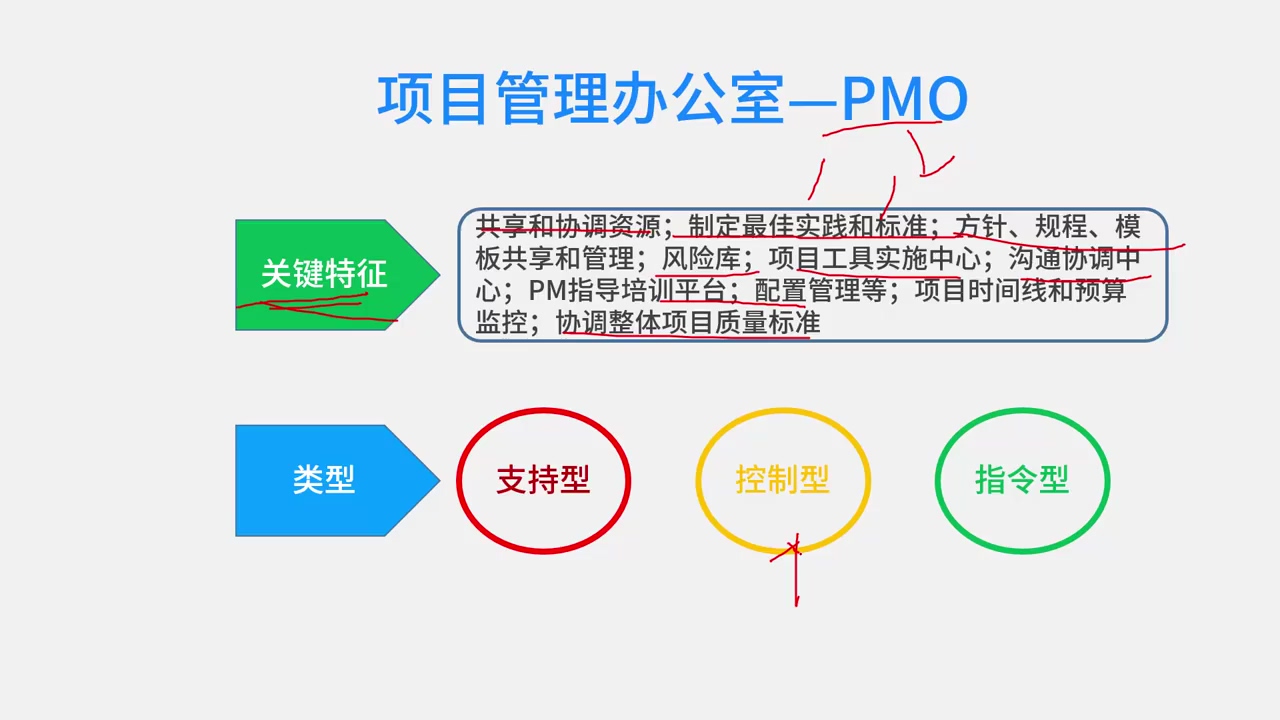 项目管理办公室—PMO
关键特征
共享和协调资源；制定最佳实践和标准；方针、规程、模
板共享和管理；风险库；项目工具实施中心；沟通协调中
心；PM指导培训平台；配置管理等；项目时间线和预算
监控；协调整体项目质量标准
类型
支持型
控制型
指令型